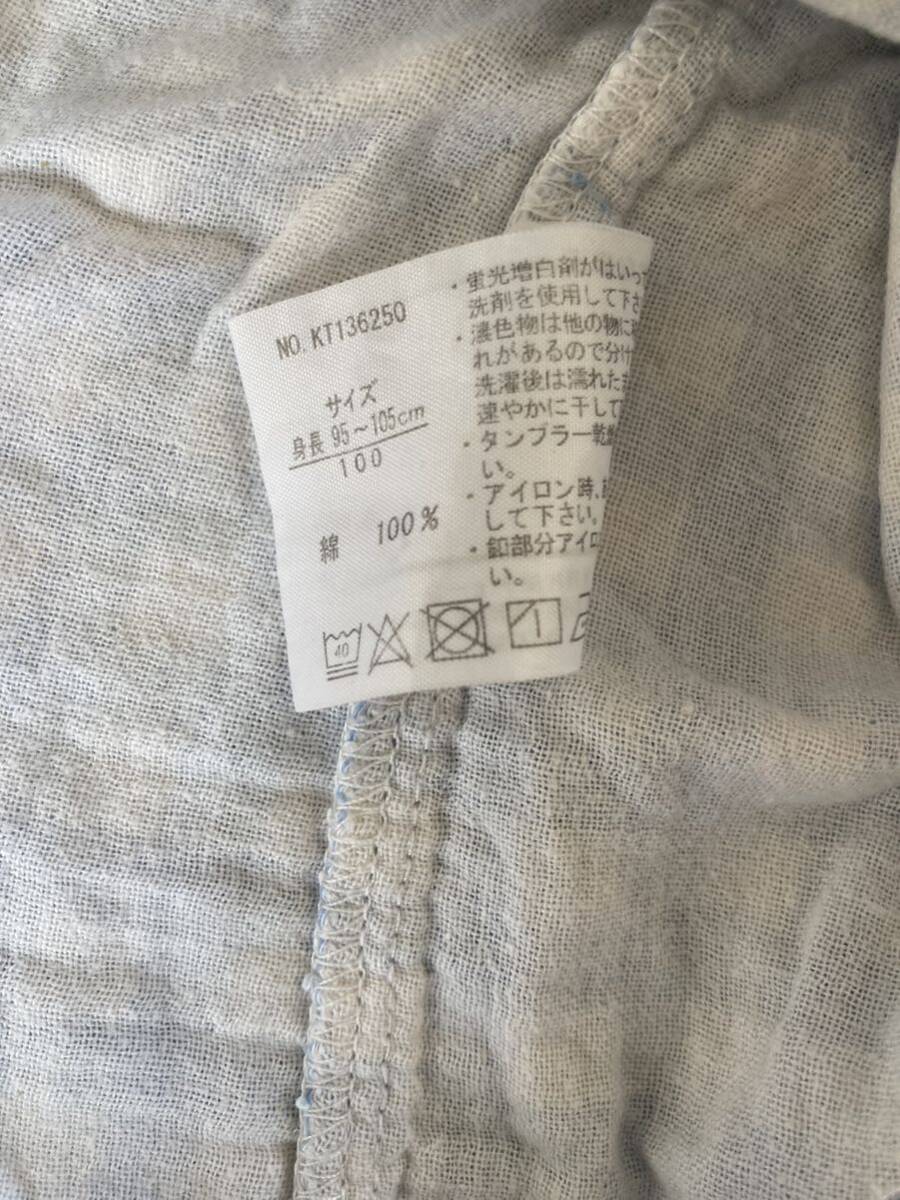 NO. KT136250
サイズ
身長 95～105cm
100
綿 100%
・蛍光増白剤がはいっ
洗剤を使用して下さ
・濃色物は他の物に
れがあるので分け
洗濯後は濡れた
速やかに干して
・タンブラー乾
い。
・アイロン時、
して下さい。
・釦部分アイロ
い。
40